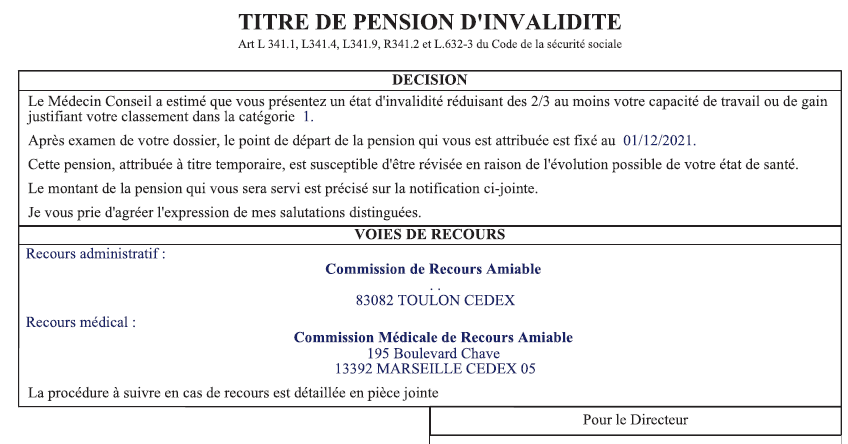 TITRE DE PENSION D'INVALIDITE
Art L 341.1, L341.4, L341.9, R341.2 et L.632-3 du Code de la sécurité sociale
DECISION
Le Médecin Conseil a estimé que vous présentez un état d'invalidité réduisant des 2/3 au moins votre capacité de travail ou de gain
justifiant votre classement dans la catégorie 1.
Après examen de votre dossier, le point de départ de la pension qui vous est attribuée est fixé au 01/12/2021.
Cette pension, attribuée à titre temporaire, est susceptible d'être révisée en raison de l'évolution possible de votre état de santé.
Le montant de la pension qui vous sera servi est précisé sur la notification ci-jointe.
Je vous prie d'agréer l'expression de mes salutations distinguées.
VOIES DE RECOURS
Recours administratif :
Commission de Recours Amiable
. .
83082 TOULON CEDEX
Recours médical :
Commission Médicale de Recours Amiable
195 Boulevard Chave
13392 MARSEILLE CEDEX 05
La procédure à suivre en cas de recours est détaillée en pièce jointe
Pour le Directeur